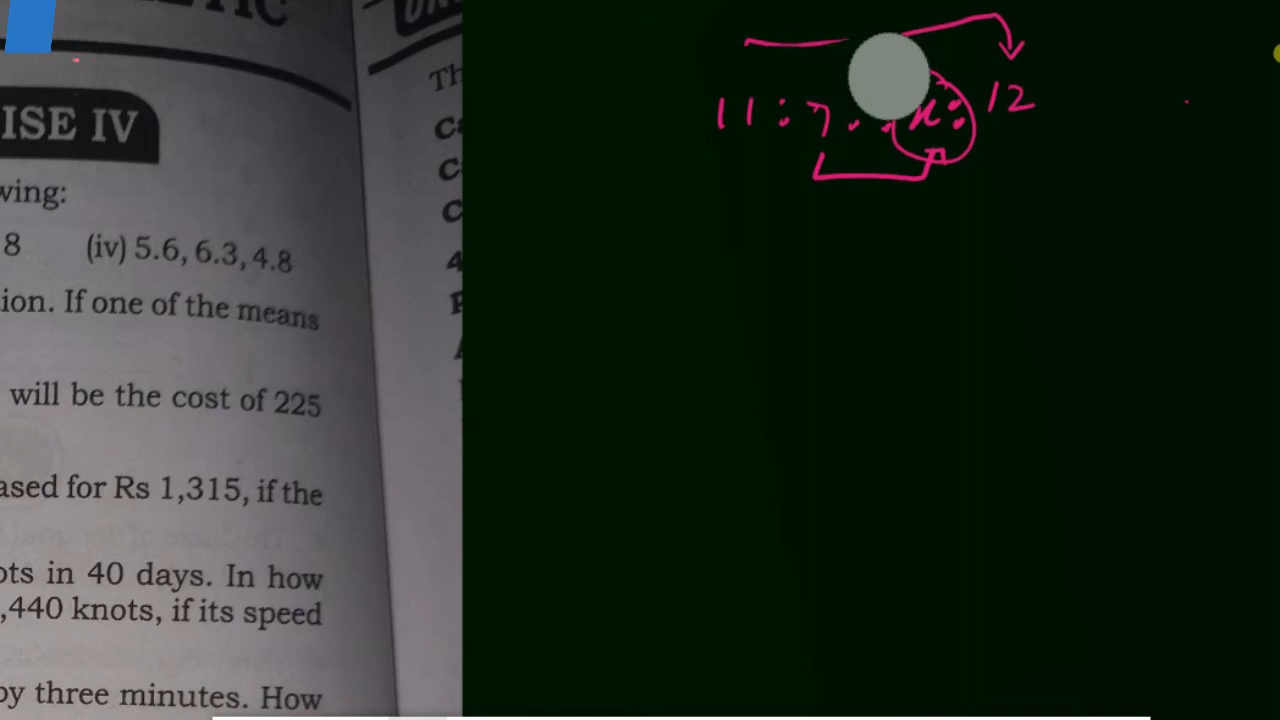 ISE IV
wing:
8 (iv) 5.6, 6.3, 4.8
ion. If one of the means
will be the cost of 225
ased for Rs 1,315, if the
ots in 40 days. In how
,440 knots, if its speed
by three minutes. How
Th
11 : 7 : : x : 12